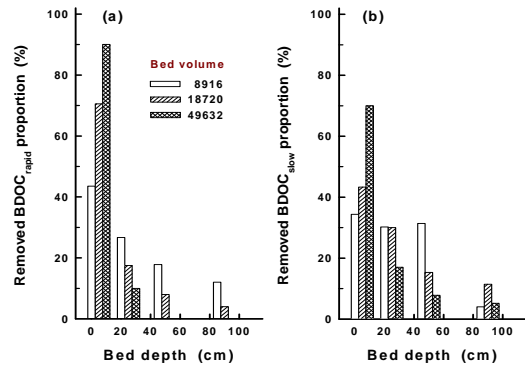 (a)
Bed volume
8916
18720
49632
Removed BDOCrapid proportion (%)
100
80
60
40
20
0
0 20 40 60 80 100
Bed depth (cm)
(b)
Removed BDOCslow proportion (%)
100
80
60
40
20
0
0 20 40 60 80 100
Bed depth (cm)